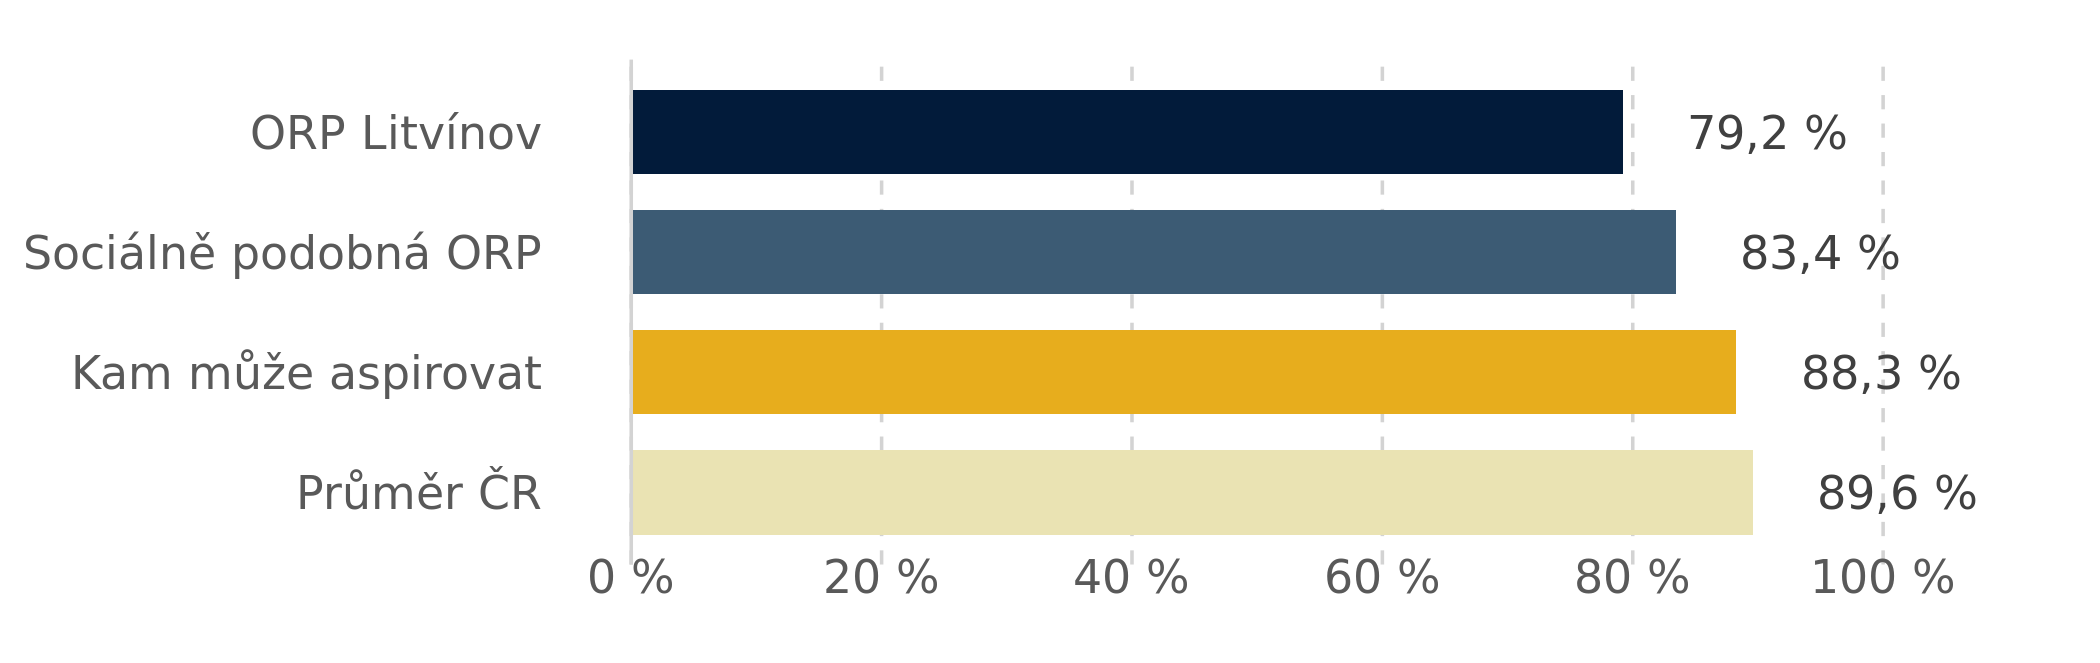 ORP Litvínov 79,2 %
Sociálně podobná ORP 83,4 %
Kam může aspirovat 88,3 %
Průměr ČR 89,6 %
0 % 20 % 40 % 60 % 80 % 100 %